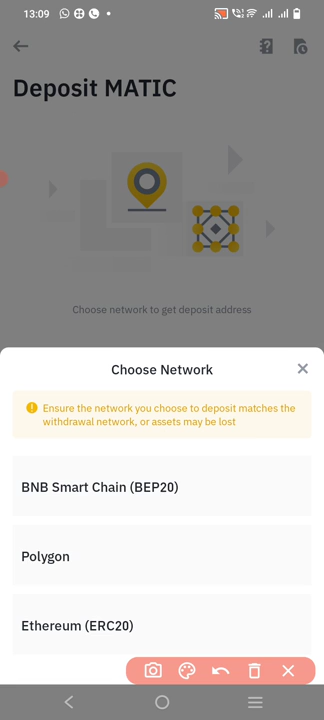 13:09
Deposit MATIC
Choose network to get deposit address
Choose Network
Ensure the network you choose to deposit matches the
withdrawal network, or assets may be lost
BNB Smart Chain (BEP20)
Polygon
Ethereum (ERC20)